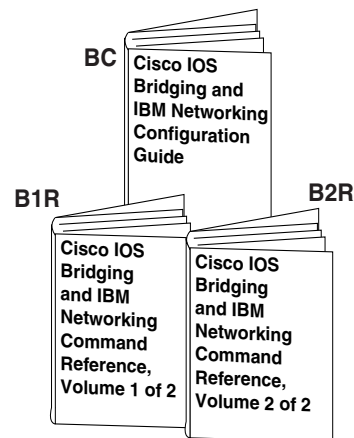 BC
Cisco IOS
Bridging and
IBM Networking
Configuration
Guide
B1R
Cisco IOS
Bridging
and IBM
Networking
Command
Reference,
Volume 1 of 2
B2R
Cisco IOS
Bridging
and IBM
Networking
Command
Reference,
Volume 2 of 2